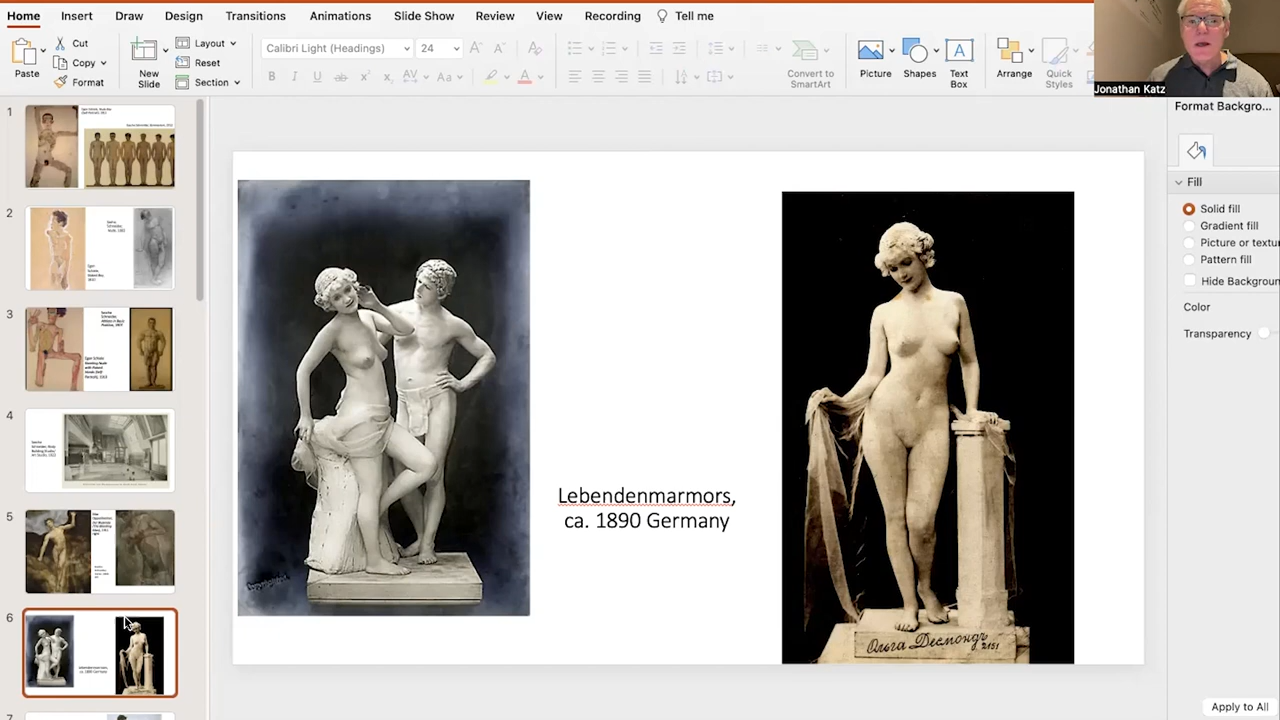 Home Insert Draw Design Transitions Animations Slide Show Review View Recording Tell me
Paste
Cut
Copy
Format
New
Slide
Layout
Reset
Section
Calibri Light (Headings) 24
B I U
Convert to
SmartArt
Picture
Shapes
Text
Box
Arrange
Quick
Styles
Jonathan Katz
Format Backgro...
Fill
Solid fill
Gradient fill
Picture or textu
Pattern fill
Hide Backgroun
Color
Transparency
Apply to All
1
2
3
4
5
6
7
Lebendenmarmors,
ca. 1890 Germany
Ольга Десмондъ
2151